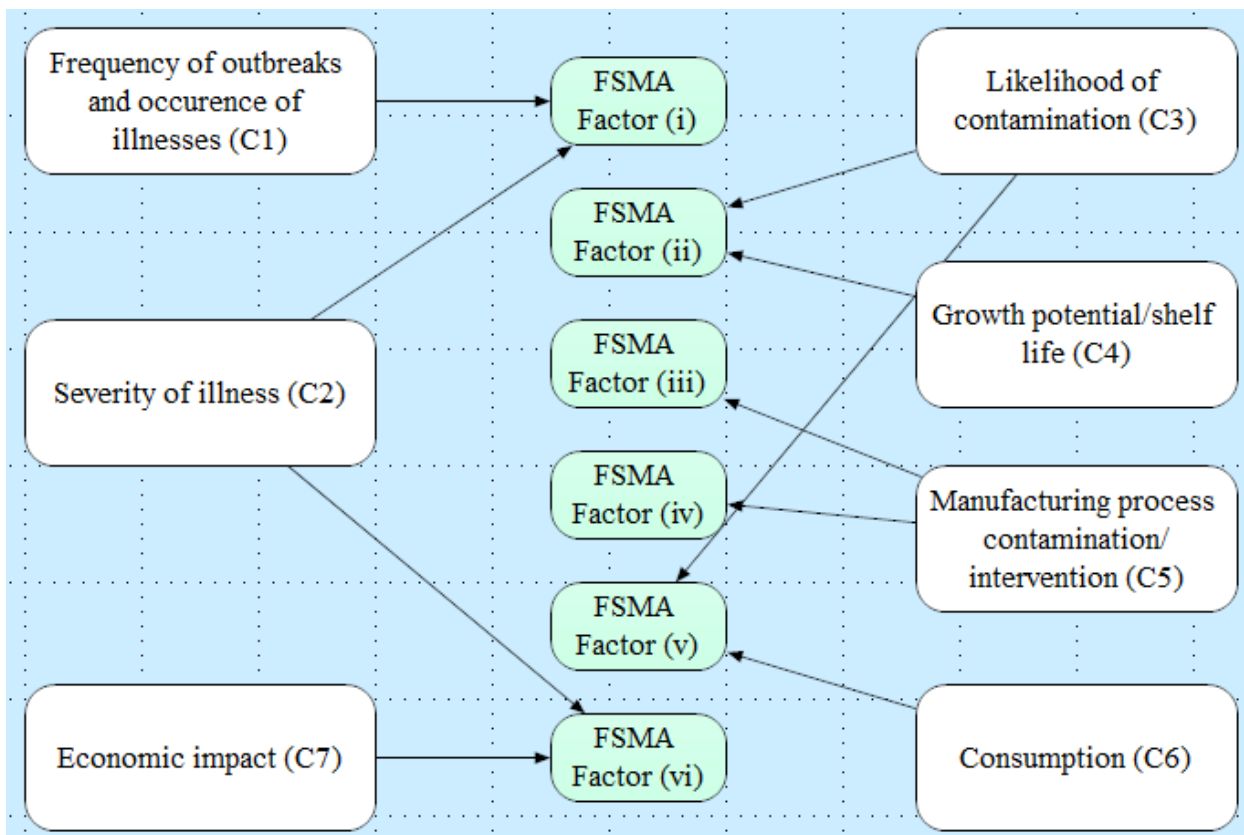 Frequency of outbreaks
and occurence of
illnesses (C1)
Severity of illness (C2)
Economic impact (C7)
FSMA
Factor (i)
FSMA
Factor (ii)
FSMA
Factor (iii)
FSMA
Factor (iv)
FSMA
Factor (v)
FSMA
Factor (vi)
Likelihood of
contamination (C3)
Growth potential/shelf
life (C4)
Manufacturing process
contamination/
intervention (C5)
Consumption (C6)